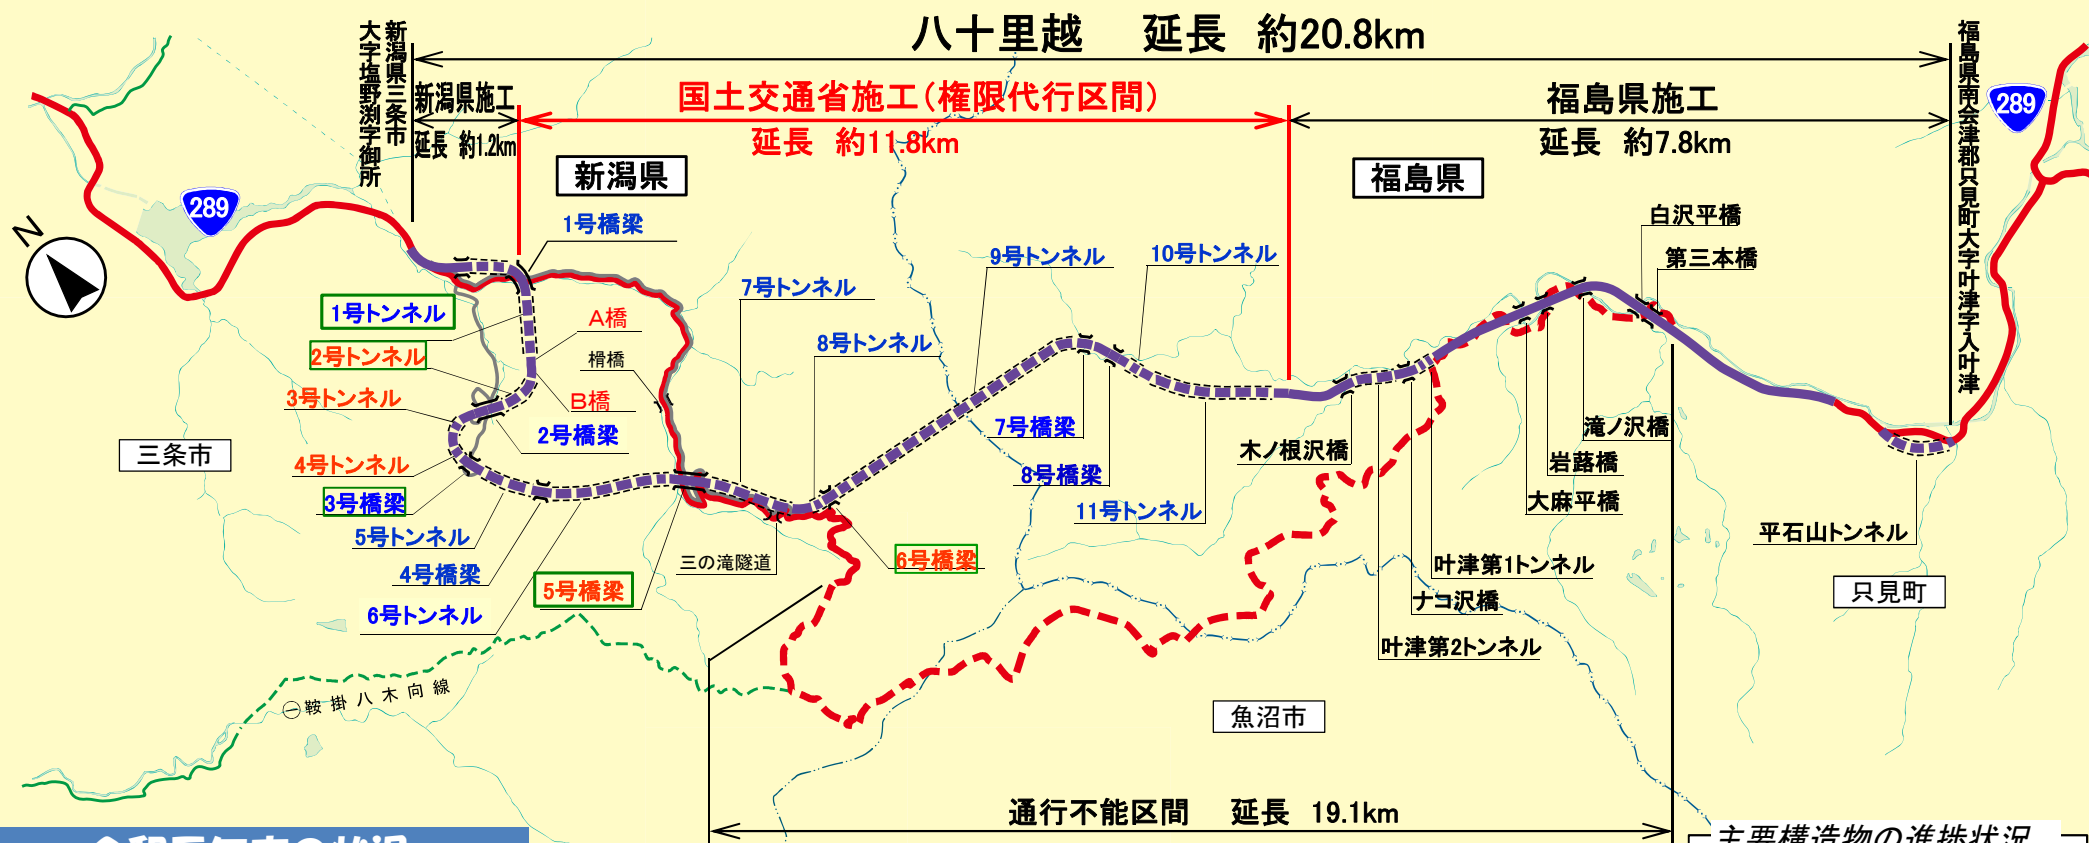 八十里越　延長　約20.8km
新潟県三条市
大字塩野渕字御所
福島県南会津郡只見町大字叶津字入叶津
新潟県施工
延長　約1.2km
国土交通省施工（権限代行区間）
延長　約11.8km
福島県施工
延長　約7.8km
289
289
新潟県
福島県
N
1号橋梁
白沢平橋
第三本橋
9号トンネル
10号トンネル
7号トンネル
1号トンネル
A橋
8号トンネル
2号トンネル
楢橋
3号トンネル
B橋
2号橋梁
7号橋梁
滝ノ沢橋
三条市
木ノ根沢橋
4号トンネル
8号橋梁
岩蕗橋
3号橋梁
大麻平橋
11号トンネル
5号トンネル
平石山トンネル
三の滝隧道
6号橋梁
叶津第1トンネル
4号橋梁
5号橋梁
只見町
ナコ沢橋
6号トンネル
叶津第2トンネル
㊀鞍掛八木向線
魚沼市
通行不能区間　延長　19.1km
主要構造物の進捗状況